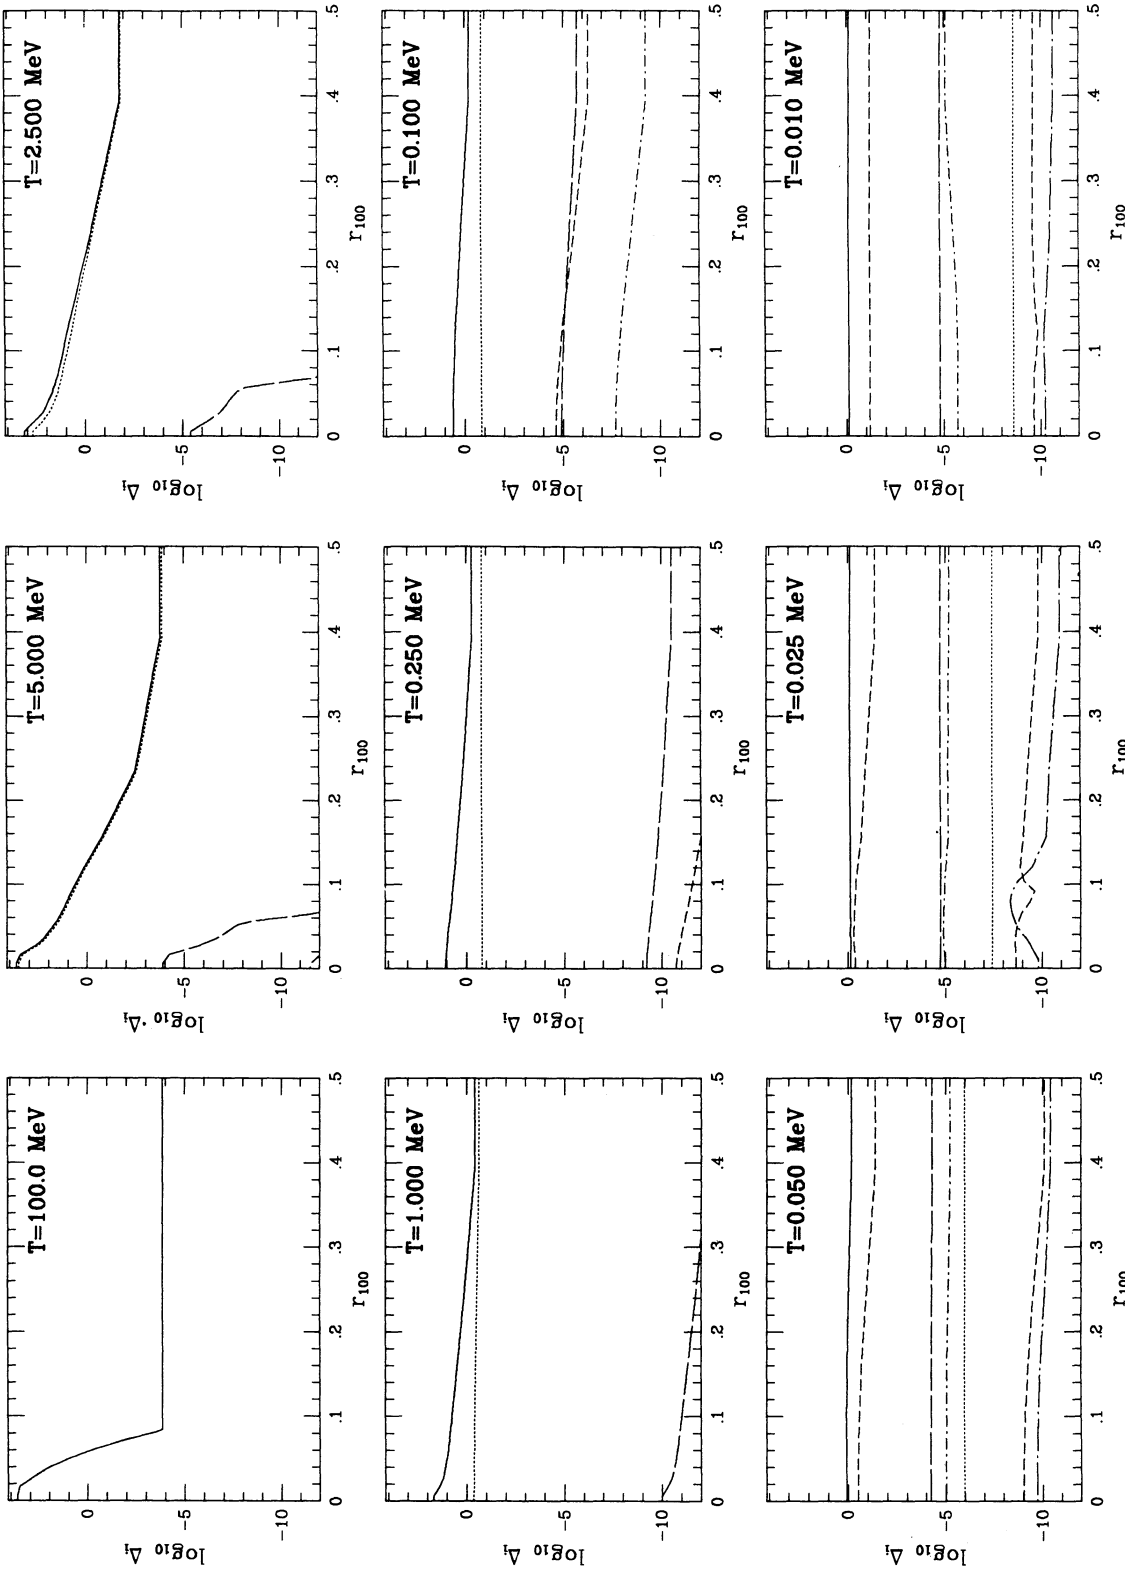 T=100.0 MeV
log₁₀ Δᵢ
0
-5
-10
0 .1 .2 .3 .4 .5
r₁₀₀
T=5.000 MeV
log₁₀ Δᵢ
0
-5
-10
0 .1 .2 .3 .4 .5
r₁₀₀
T=2.500 MeV
log₁₀ Δᵢ
0
-5
-10
0 .1 .2 .3 .4 .5
r₁₀₀
T=1.000 MeV
log₁₀ Δᵢ
0
-5
-10
0 .1 .2 .3 .4 .5
r₁₀₀
T=0.250 MeV
log₁₀ Δᵢ
0
-5
-10
0 .1 .2 .3 .4 .5
r₁₀₀
T=0.100 MeV
log₁₀ Δᵢ
0
-5
-10
0 .1 .2 .3 .4 .5
r₁₀₀
T=0.050 MeV
log₁₀ Δᵢ
0
-5
-10
0 .1 .2 .3 .4 .5
r₁₀₀
T=0.025 MeV
log₁₀ Δᵢ
0
-5
-10
0 .1 .2 .3 .4 .5
r₁₀₀
T=0.010 MeV
log₁₀ Δᵢ
0
-5
-10
0 .1 .2 .3 .4 .5
r₁₀₀